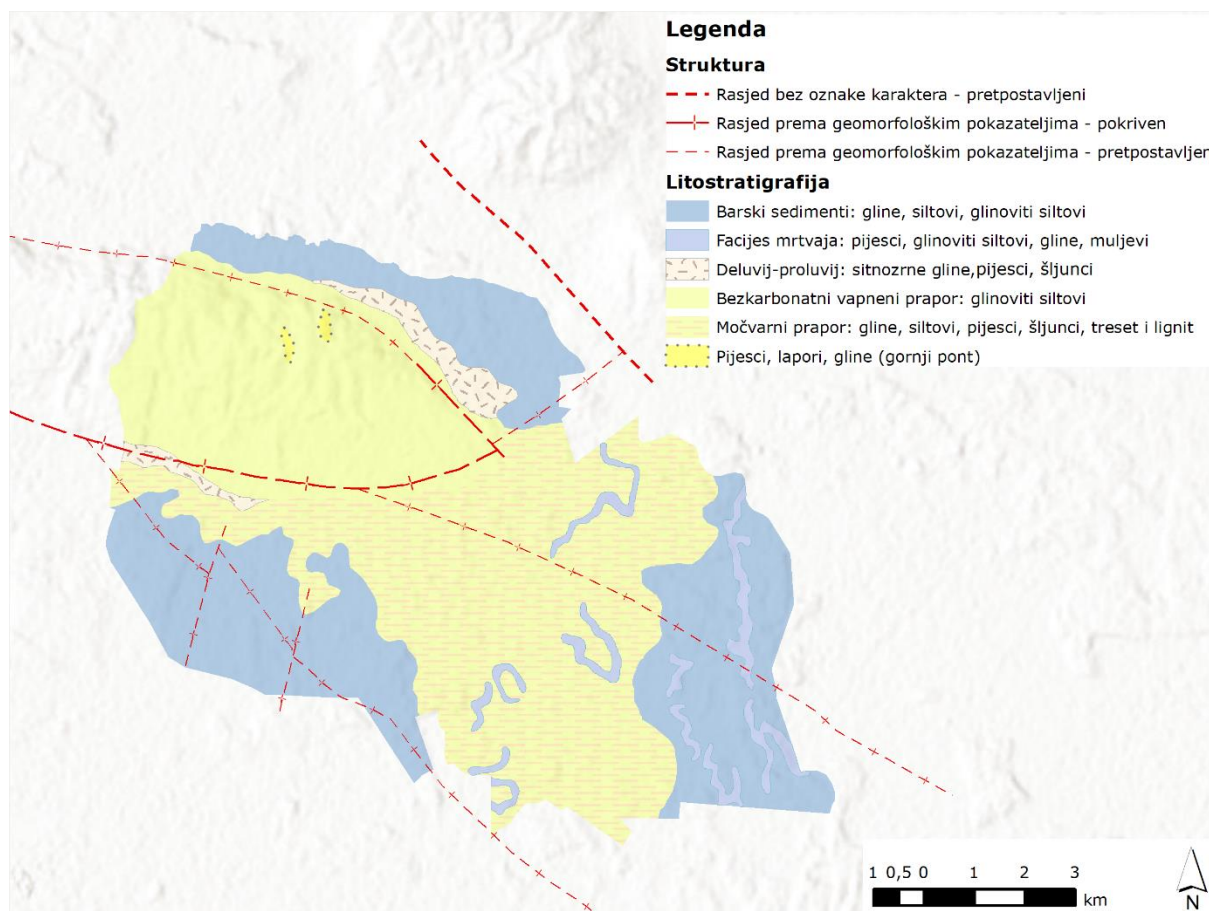 Legenda
Struktura
Rasjed bez oznake karaktera - pretpostavljeni
Rasjed prema geomorfološkim pokazateljima - pokriven
Rasjed prema geomorfološkim pokazateljima - pretpostavljen
Litostratigrafija
Barski sedimenti: gline, siltovi, glinoviti siltovi
Facijes mrtvaja: pijesci, glinoviti siltovi, gline, muljevi
Deluvij-proluvij: sitnozrne gline,pijesci, šljunci
Bezkarbonatni vapneni prapor: glinoviti siltovi
Močvarni prapor: gline, siltovi, pijesci, šljunci, treset i lignit
Pijesci, lapori, gline (gornji pont)
1 0,5 0 1 2 3
km
N